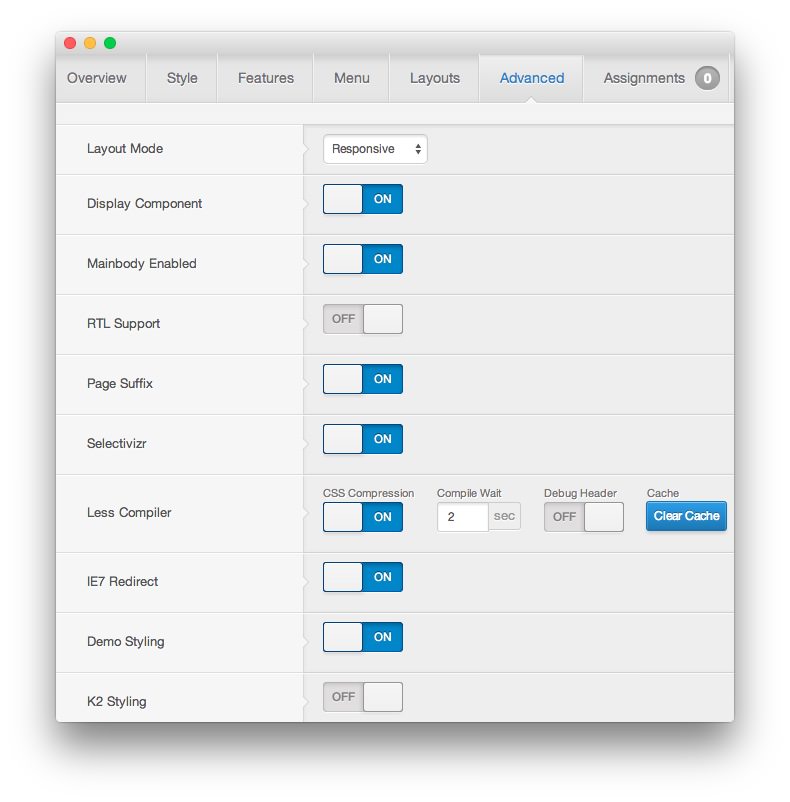 Overview Style Features Menu Layouts Advanced Assignments 0
Layout Mode Responsive
Display Component ON
Mainbody Enabled ON
RTL Support OFF
Page Suffix ON
Selectivizr ON
CSS Compression Compile Wait Debug Header Cache
Less Compiler ON 2 sec OFF Clear Cache
IE7 Redirect ON
Demo Styling ON
K2 Styling OFF